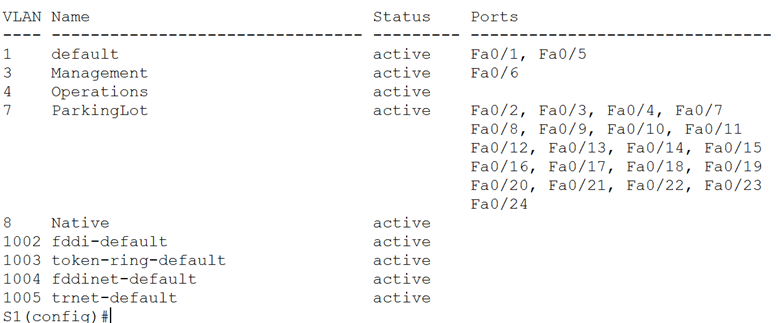 VLAN Name                             Status    Ports
---- -------------------------------- --------- -------------------------------
1    default                          active    Fa0/1, Fa0/5
3    Management                       active    Fa0/6
4    Operations                       active
7    ParkingLot                       active    Fa0/2, Fa0/3, Fa0/4, Fa0/7
                                                Fa0/8, Fa0/9, Fa0/10, Fa0/11
                                                Fa0/12, Fa0/13, Fa0/14, Fa0/15
                                                Fa0/16, Fa0/17, Fa0/18, Fa0/19
                                                Fa0/20, Fa0/21, Fa0/22, Fa0/23
                                                Fa0/24
8    Native                           active
1002 fddi-default                     active
1003 token-ring-default               active
1004 fddinet-default                  active
1005 trnet-default                    active
S1(config)#